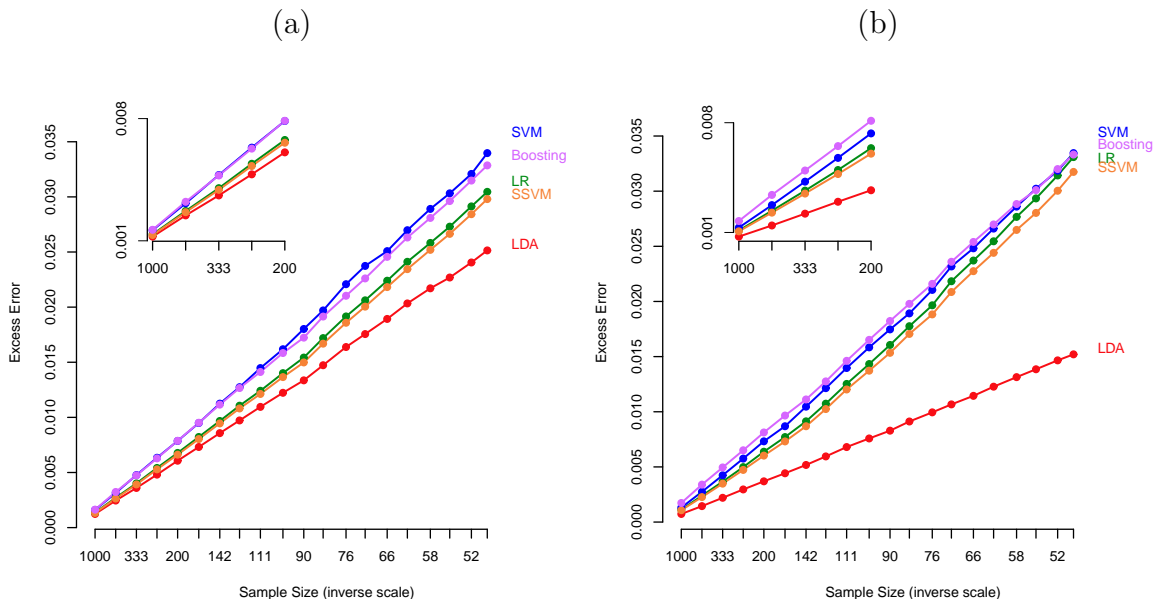 (a)
0.008
0.001
1000
333
200
0.035
0.030
0.025
0.020
0.015
0.010
0.005
0.000
Excess Error
SVM
Boosting
LR
SSVM
LDA
1000
333
200
142
111
90
76
66
58
52
Sample Size (inverse scale)
(b)
0.008
0.001
1000
333
200
0.035
0.030
0.025
0.020
0.015
0.010
0.005
0.000
Excess Error
SVM
Boosting
LR
SSVM
LDA
1000
333
200
142
111
90
76
66
58
52
Sample Size (inverse scale)